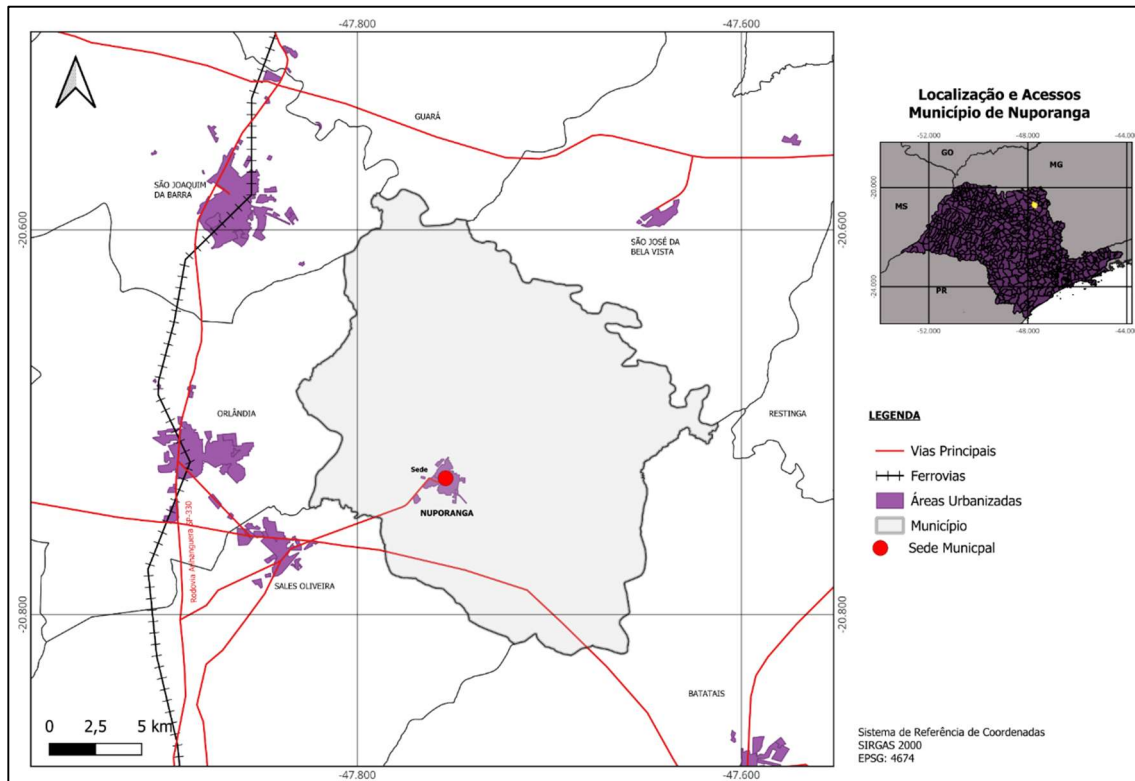 -47.800
-47.600
GUARÁ
SÃO JOAQUIM
DA BARRA
-20.600
-20.600
SÃO JOSÉ DA
BELA VISTA
ORLÂNDIA
RESTINGA
Sede
NUPORANGA
Rodovia Anhanguera SP-330
SALES OLIVEIRA
-20.800
-20.800
BATATAIS
0 2,5 5 km
-47.800
-47.600
Localização e Acessos
Município de Nuporanga
-52.000
-48.000
-44.000
GO
MG
MS
PR
-20.000
-24.000
-20.000
-24.000
-52.000
-48.000
-44.000
LEGENDA
Vias Principais
Ferrovias
Áreas Urbanizadas
Município
Sede Municpal
Sistema de Referência de Coordenadas
SIRGAS 2000
EPSG: 4674